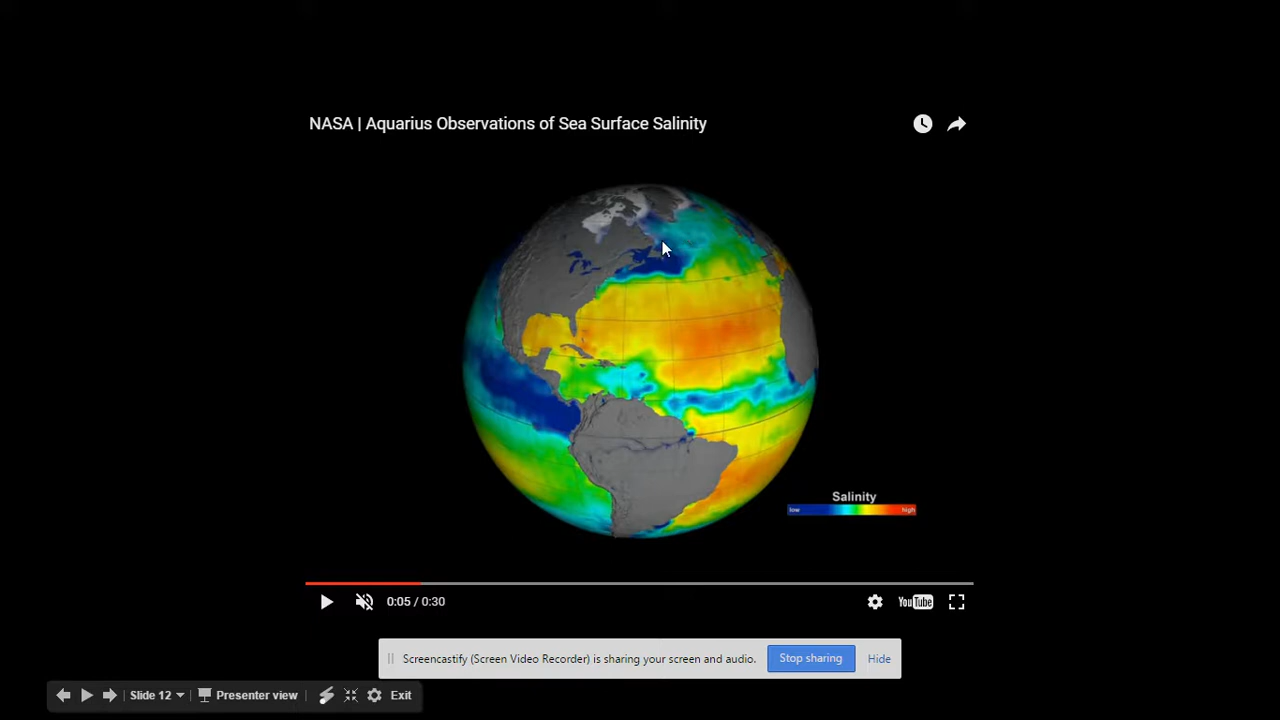 NASA | Aquarius Observations of Sea Surface Salinity
Salinity
low high
0:05 / 0:30
YouTube
Screencastify (Screen Video Recorder) is sharing your screen and audio. Stop sharing Hide
Slide 12 Presenter view Exit